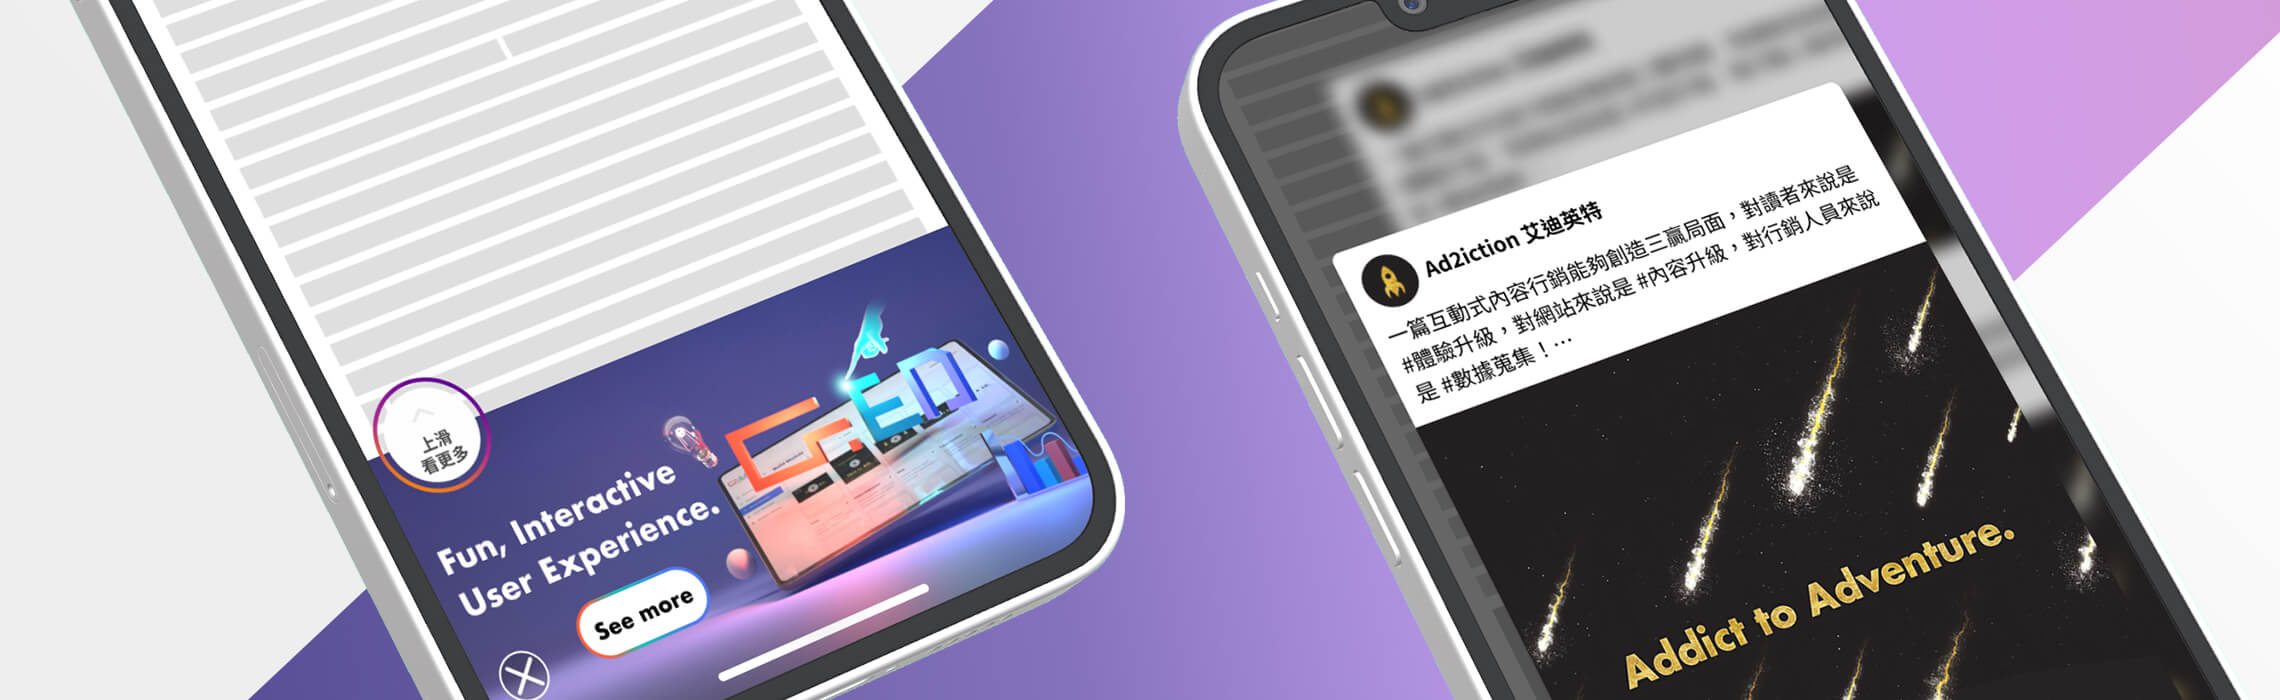 上滑
看更多
Fun, Interactive
User Experience.
See more
CREED
Ad2iction 艾迪英特
一篇互動式內容行銷能夠創造三贏局面，對讀者來說是
#體驗升級，對網站來說是 #內容升級，對行銷人員來說
是 #數據蒐集！⋯
Addict to Adventure.